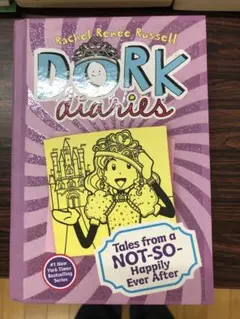 Rachel Renée Russell
DORK
diaries
Tales from a
NOT-SO-
Happily
Ever After
#1 New
York Times
Bestselling
Series